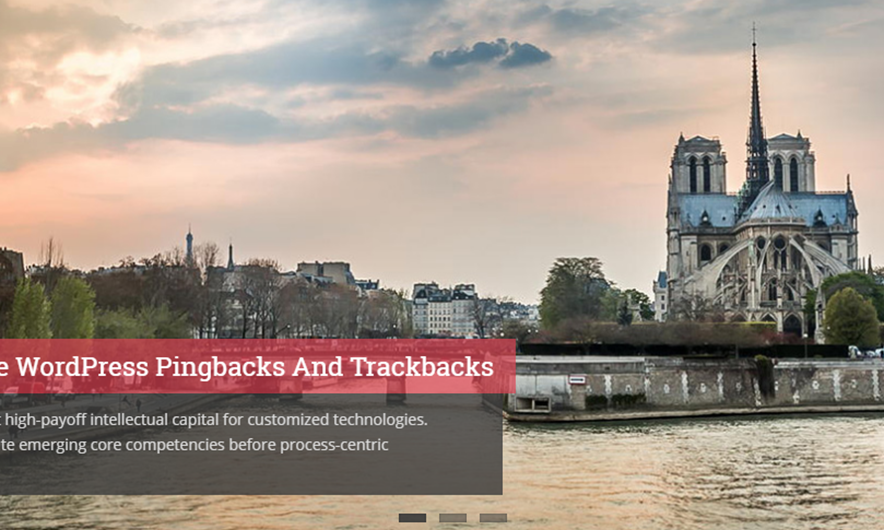 e WordPress Pingbacks And Trackbacks
high-payoff intellectual capital for customized technologies.
te emerging core competencies before process-centric